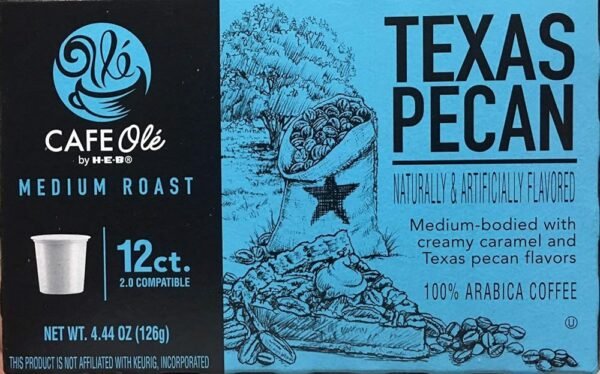 Olé
CAFE Olé
by H-E-B®
MEDIUM ROAST
12ct.
2.0 COMPATIBLE
NET WT. 4.44 OZ (126g)
THIS PRODUCT IS NOT AFFILIATED WITH KEURIG, INCORPORATED
TEXAS
PECAN
NATURALLY & ARTIFICIALLY FLAVORED
Medium-bodied with
creamy caramel and
Texas pecan flavors
100% ARABICA COFFEE
U